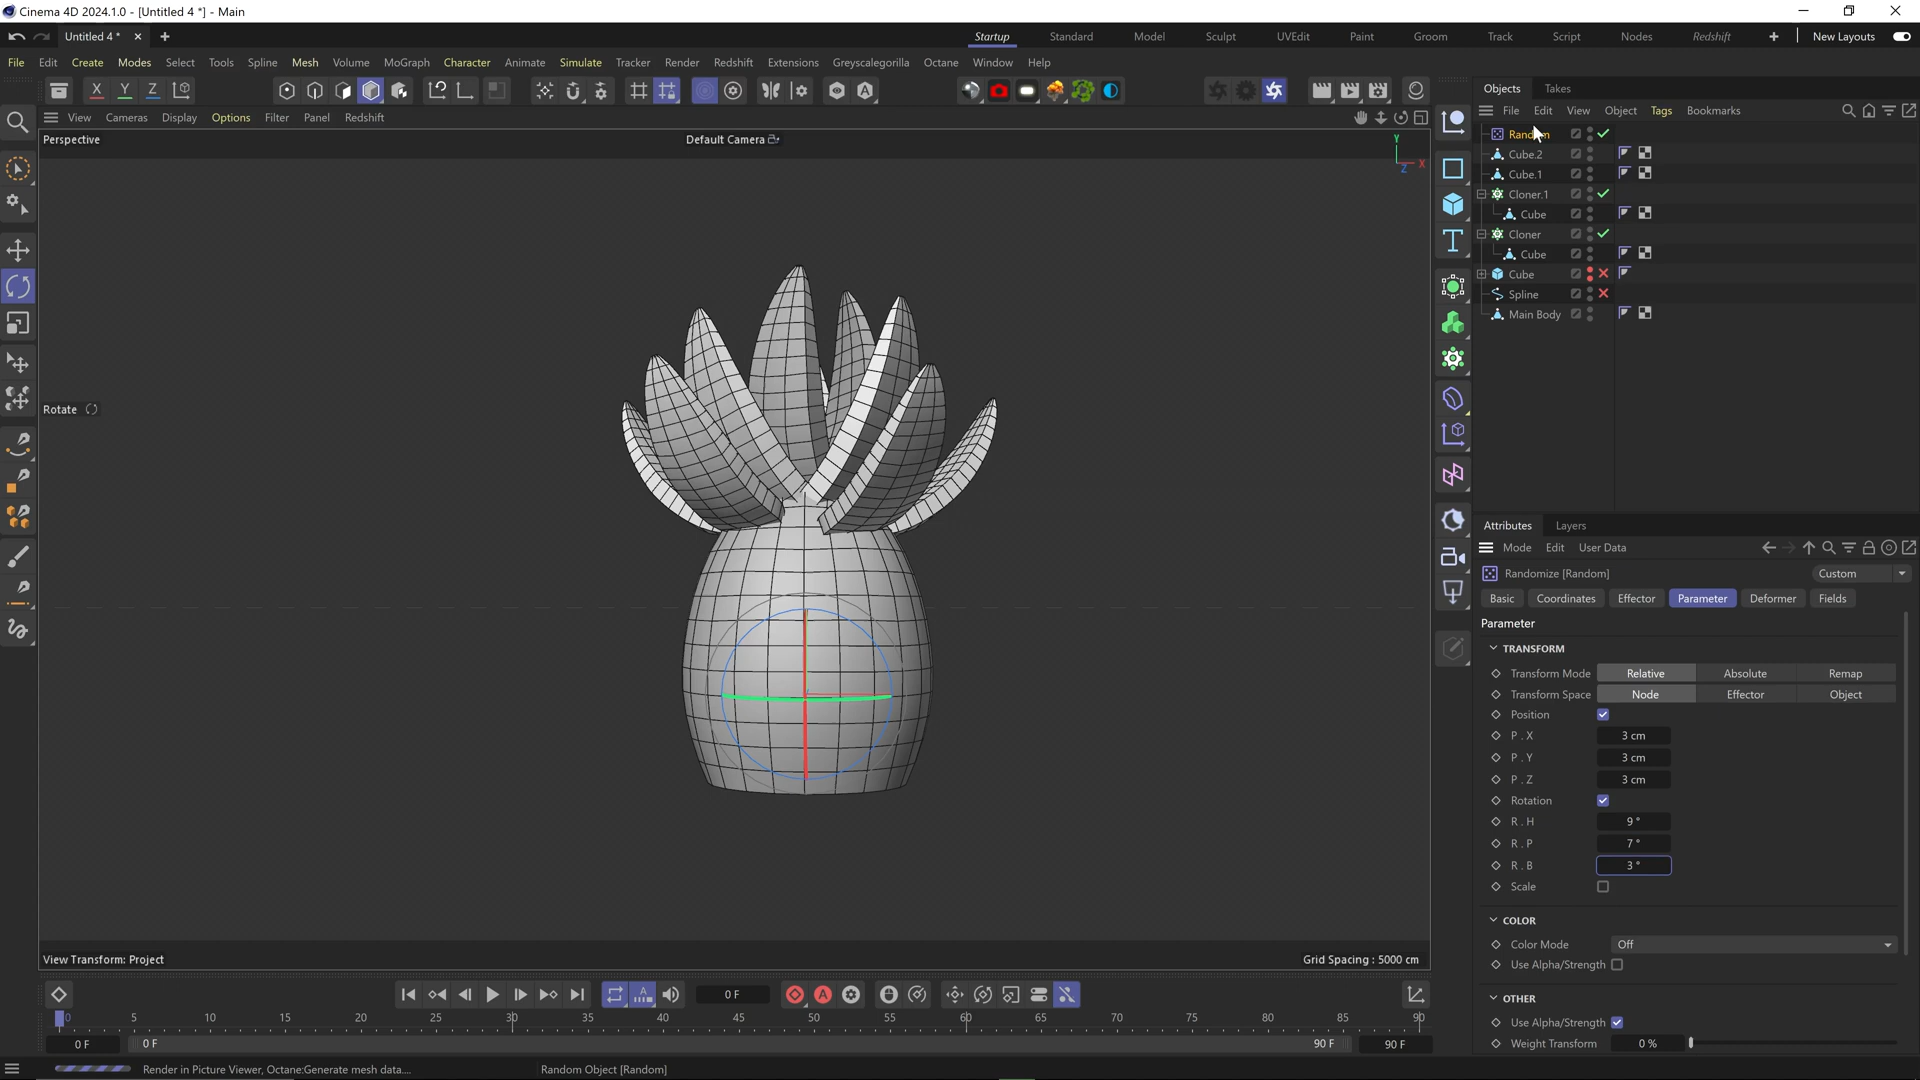 Cinema 4D 2024.1.0 - [Untitled 4 *] - Main
Untitled 4 *
Startup Standard Model Sculpt UVEdit Paint Groom Track Script Nodes Redshift New Layouts
File Edit Create Modes Select Tools Spline Mesh Volume MoGraph Character Animate Simulate Tracker Render Redshift Extensions Greyscalegorilla Octane Window Help
X Y Z
Objects Takes
File Edit View Object Tags Bookmarks
View Cameras Display Options Filter Panel Redshift
Perspective
Default Camera
Y
X
Z
Random
Cube.2
Cube.1
Cloner.1
Cube
Cloner
Cube
Cube
Spline
Main Body
Rotate
Attributes Layers
Mode Edit User Data
Randomize [Random] Custom
Basic Coordinates Effector Parameter Deformer Fields
Parameter
TRANSFORM
Transform Mode Relative Absolute Remap
Transform Space Node Effector Object
Position
P . X 3 cm
P . Y 3 cm
P . Z 3 cm
Rotation
R . H 9 °
R . P 7 °
R . B 3 °
Scale
COLOR
Color Mode Off
Use Alpha/Strength
OTHER
Use Alpha/Strength
Weight Transform 0 %
View Transform: Project
Grid Spacing : 5000 cm
0 F
0 5 10 15 20 25 30 35 40 45 50 55 60 65 70 75 80 85 90
0 F 0 F 90 F 90 F
Render in Picture Viewer, Octane:Generate mesh data.... Random Object [Random]